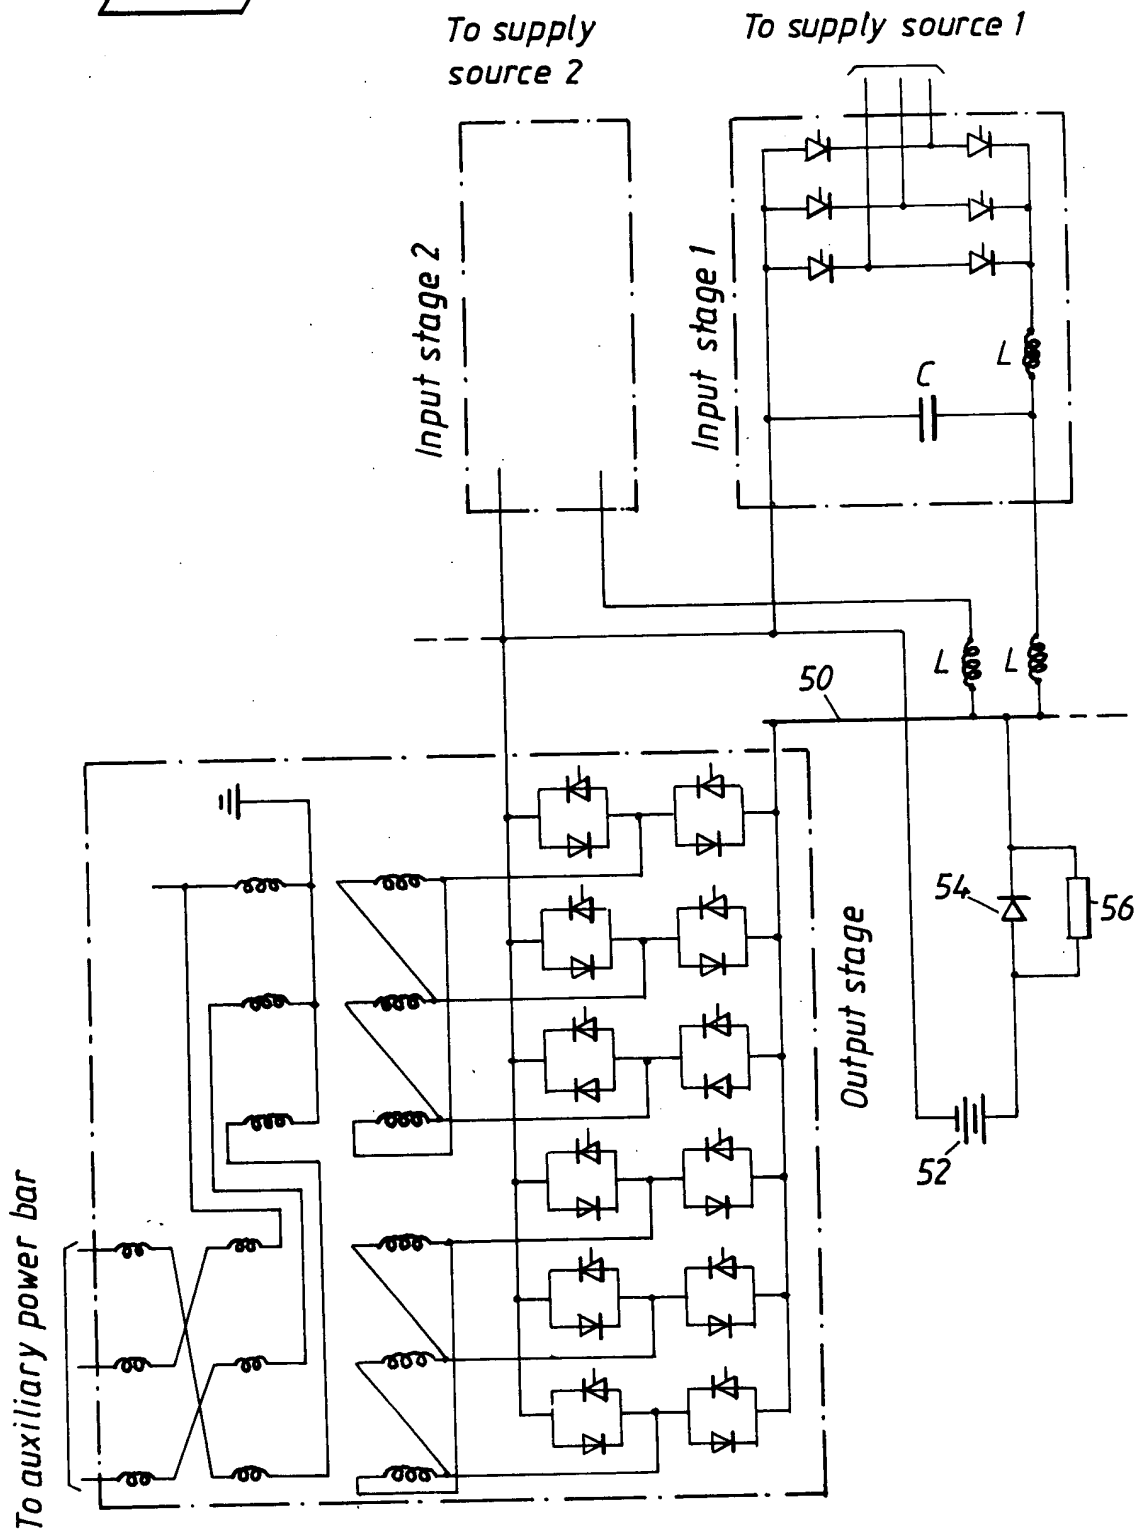 To supply
source 2
To supply source 1
Input stage 2
Input stage 1
L
C
L
L
50
54
56
Output stage
52
To auxiliary power bar